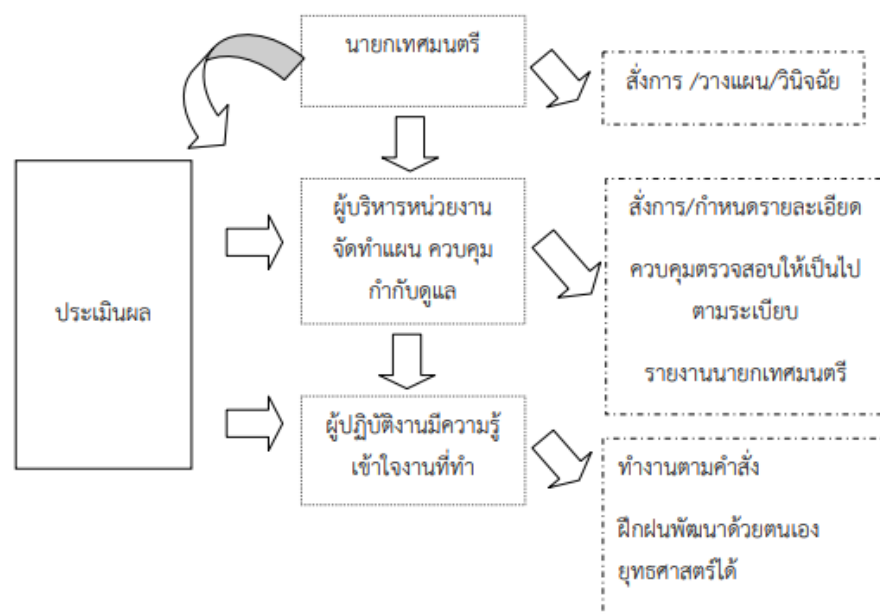 นายกเทศมนตรี
สั่งการ /วางแผน/วินิจฉัย
ประเมินผล
ผู้บริหารหน่วยงาน
จัดทำแผน ควบคุม
กำกับดูแล
สั่งการ/กำหนดรายละเอียด
ควบคุมตรวจสอบให้เป็นไป
ตามระเบียบ
รายงานนายกเทศมนตรี
ผู้ปฏิบัติงานมีความรู้
เข้าใจงานที่ทำ
ทำงานตามคำสั่ง
ฝึกฝนพัฒนาด้วยตนเอง
ยุทธศาสตร์ได้